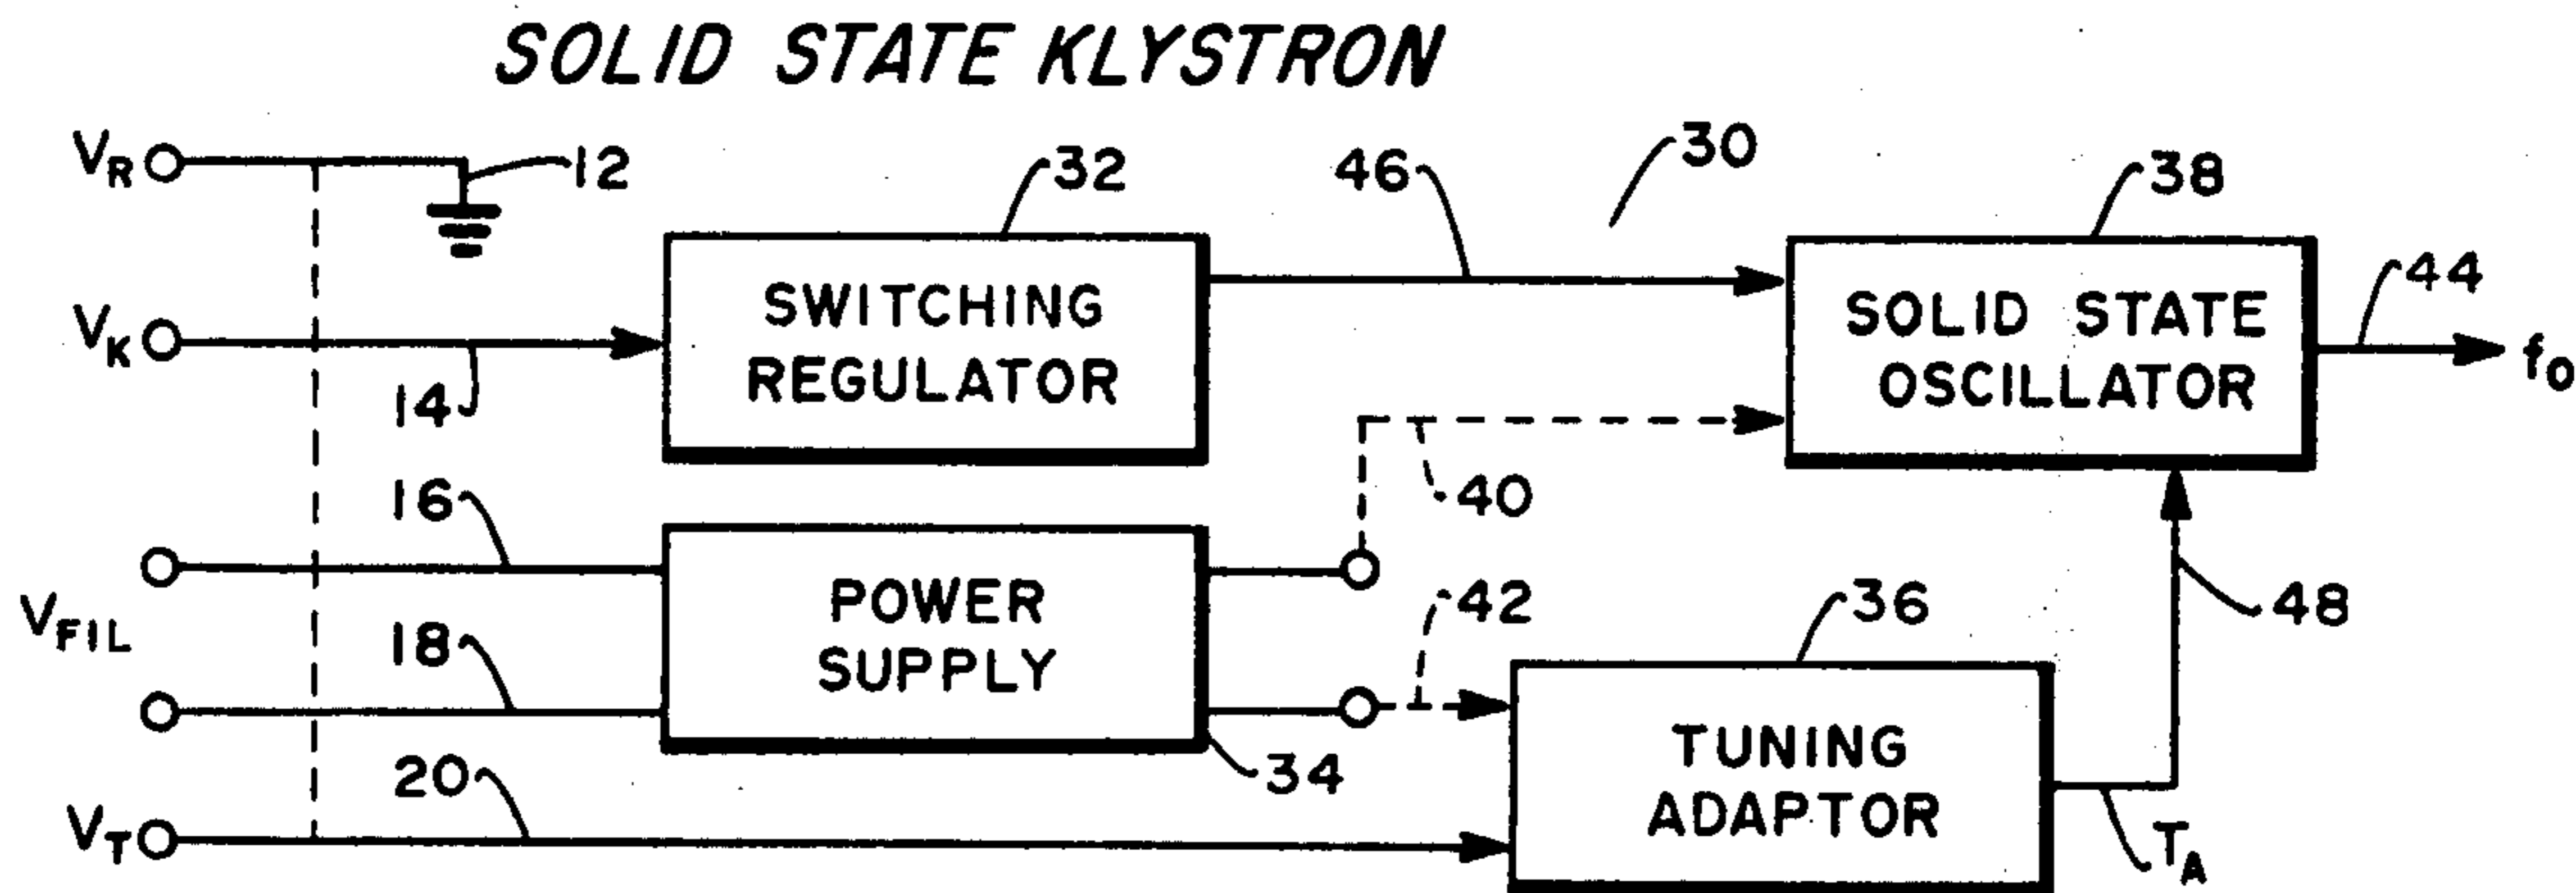 SOLID STATE KLYSTRON
VR
12
32
46
30
38
VK
14
SWITCHING
REGULATOR
SOLID STATE
OSCILLATOR
44
fo
40
16
VFIL
18
POWER
SUPPLY
42
36
48
34
20
VT
TUNING
ADAPTOR
TA